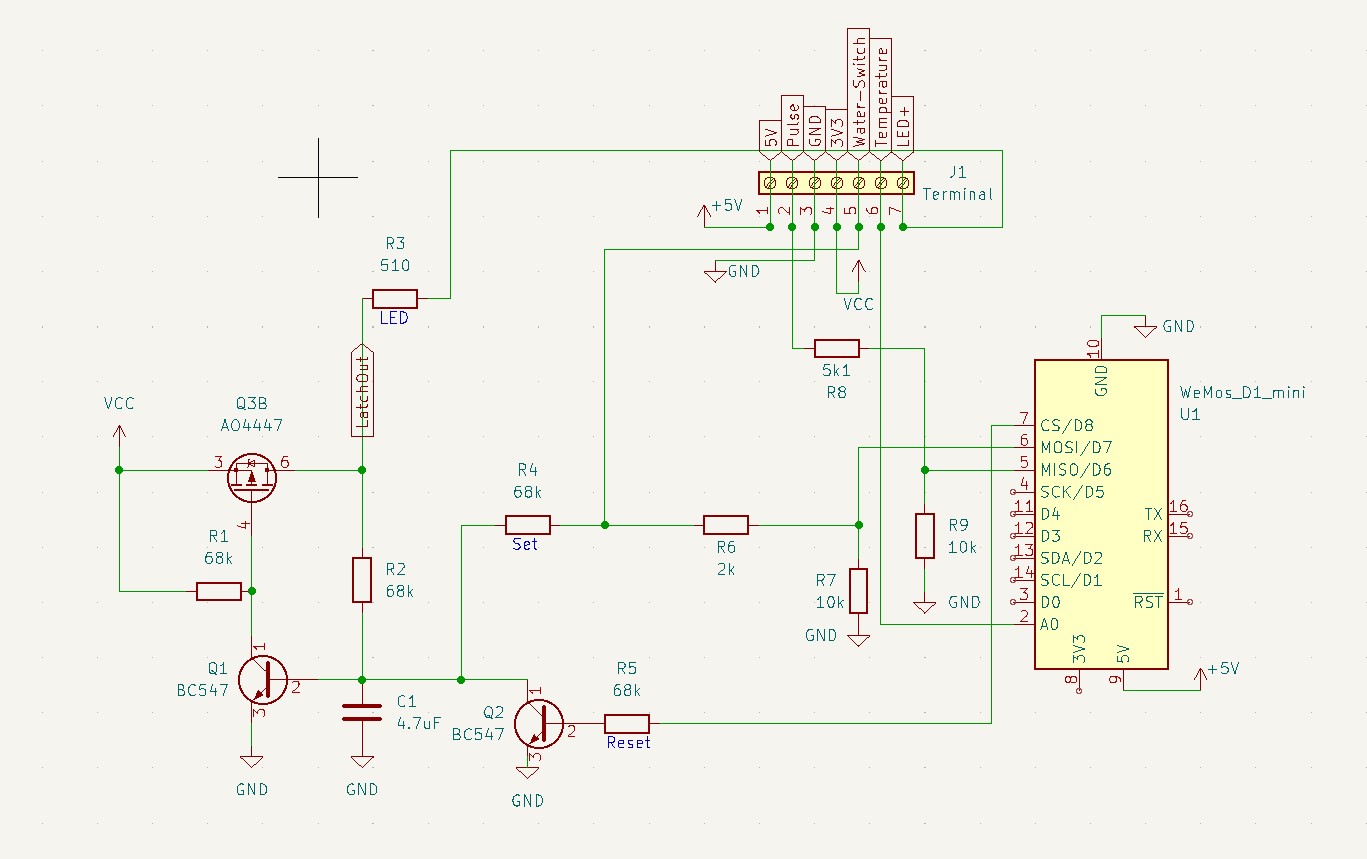 5V
Pulse
GND
3V3
Water-Switch
Temperature
LED+
J1
Terminal
1
2
3
4
5
6
7
+5V
GND
VCC
R3
510
LED
LatchOut
5k1
R8
10
GND
GND
WeMos_D1_mini
U1
VCC
Q3B
AO4447
3
6
4
R1
68k
R2
68k
R4
68k
Set
R6
2k
R7
10k
GND
R9
10k
GND
7
CS/D8
6
MOSI/D7
5
MISO/D6
4
SCK/D5
11
D4
12
D3
13
SDA/D2
14
SCL/D1
3
D0
2
A0
TX
16
RX
15
RST
1
3V3
8
5V
9
+5V
Q1
BC547
1
2
3
GND
C1
4.7uF
GND
Q2
BC547
1
2
3
GND
R5
68k
Reset